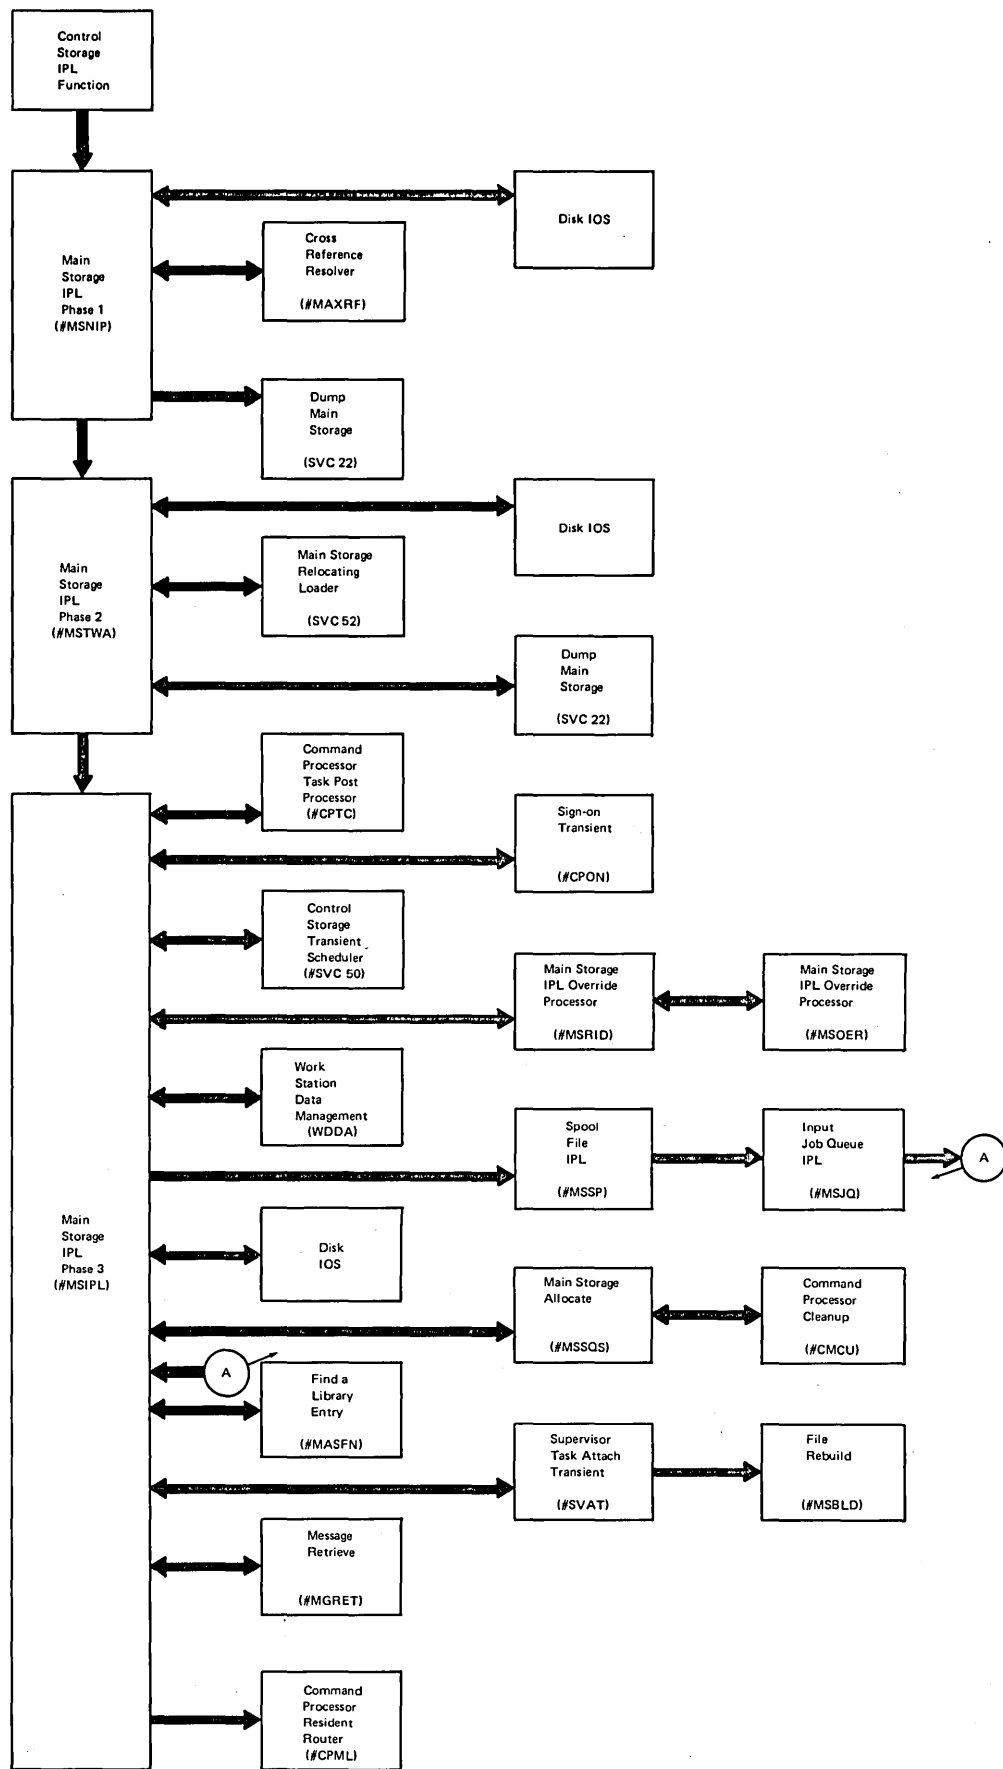 Control
Storage
IPL
Function
Main
Storage
IPL
Phase 1
(#MSNIP)
Disk IOS
Cross
Reference
Resolver
(#MAXRF)
Dump
Main
Storage
(SVC 22)
Main
Storage
IPL
Phase 2
(#MSTWA)
Disk IOS
Main Storage
Relocating
Loader
(SVC 52)
Dump
Main
Storage
(SVC 22)
Main
Storage
IPL
Phase 3
(#MSIPL)
Command
Processor
Task Post
Processor
(#CPTC)
Sign-on
Transient
(#CPON)
Control
Storage
Transient
Scheduler
(#SVC 50)
Main Storage
IPL Override
Processor
(#MSRID)
Main Storage
IPL Override
Processor
(#MSOER)
Work
Station
Data
Management
(WDDA)
Spool
File
IPL
(#MSSP)
Input
Job Queue
IPL
(#MSJQ)
A
Disk
IOS
Main Storage
Allocate
(#MSSQS)
Command
Processor
Cleanup
(#CMCU)
A
Find a
Library
Entry
(#MASFN)
Supervisor
Task Attach
Transient
(#SVAT)
File
Rebuild
(#MSBLD)
Message
Retrieve
(#MGRET)
Command
Processor
Resident
Router
(#CPML)